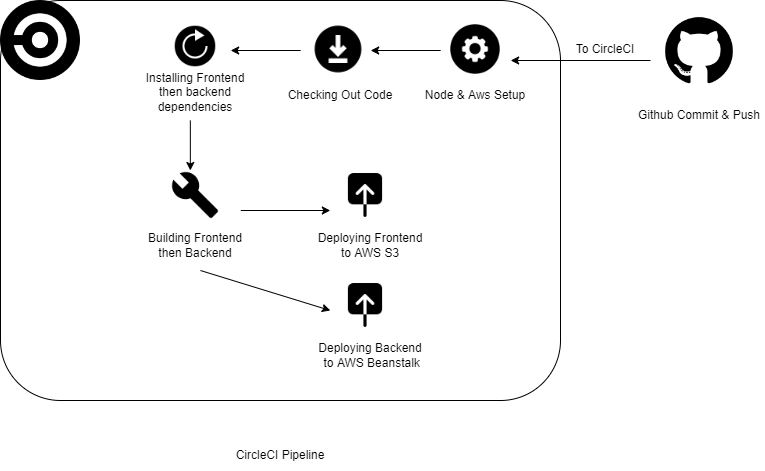 To CircleCI
Github Commit & Push
Node & Aws Setup
Checking Out Code
Installing Frontend
then backend
dependencies
Building Frontend
then Backend
Deploying Frontend
to AWS S3
Deploying Backend
to AWS Beanstalk
CircleCI Pipeline